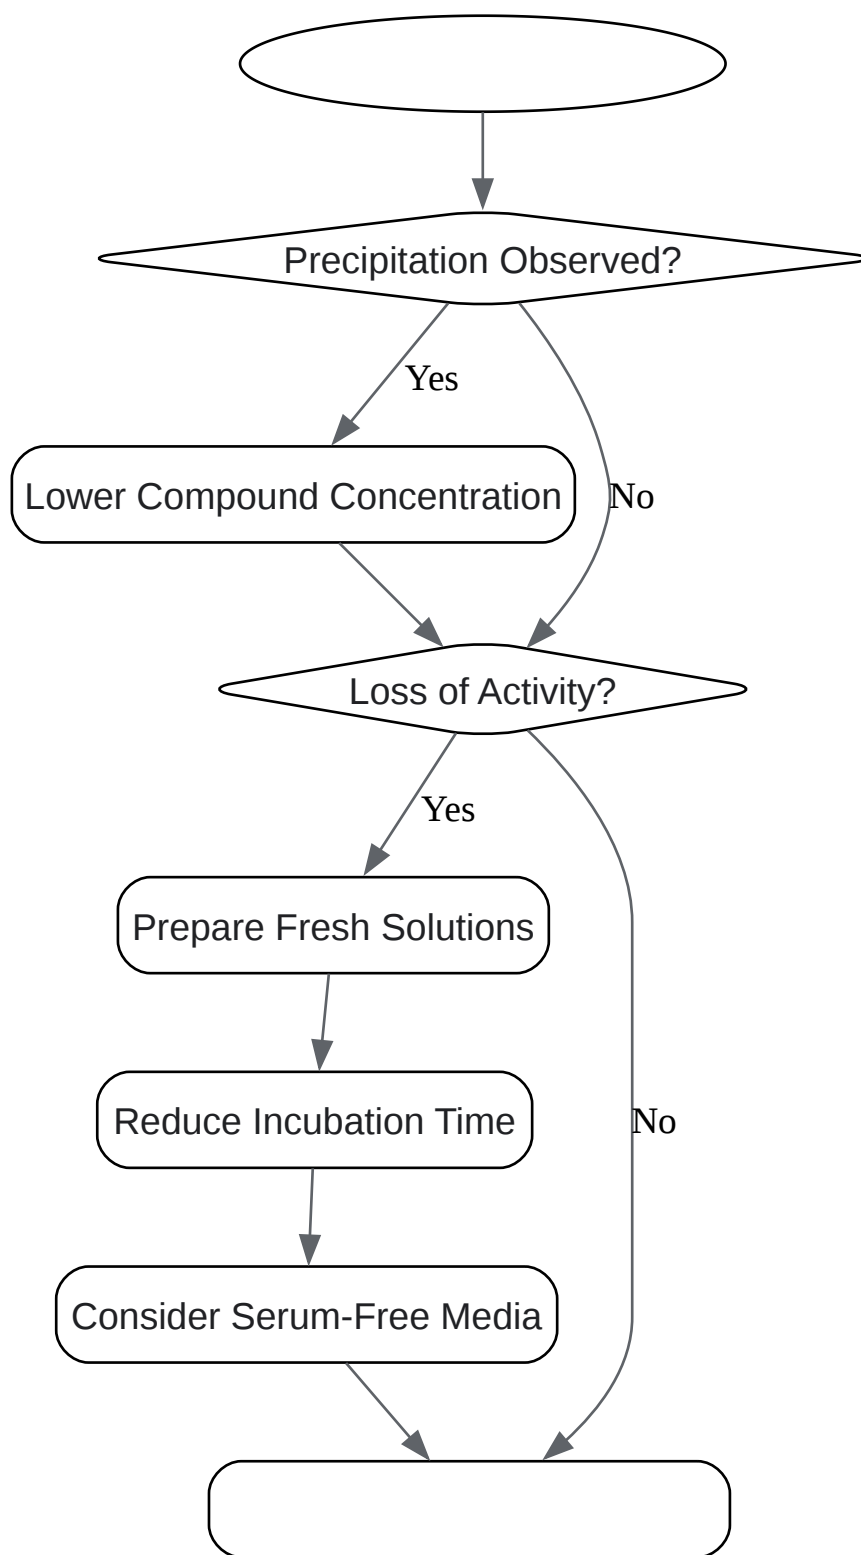 Precipitation Observed?
Yes
Lower Compound Concentration
No
Loss of Activity?
Yes
Prepare Fresh Solutions
Reduce Incubation Time
No
Consider Serum-Free Media